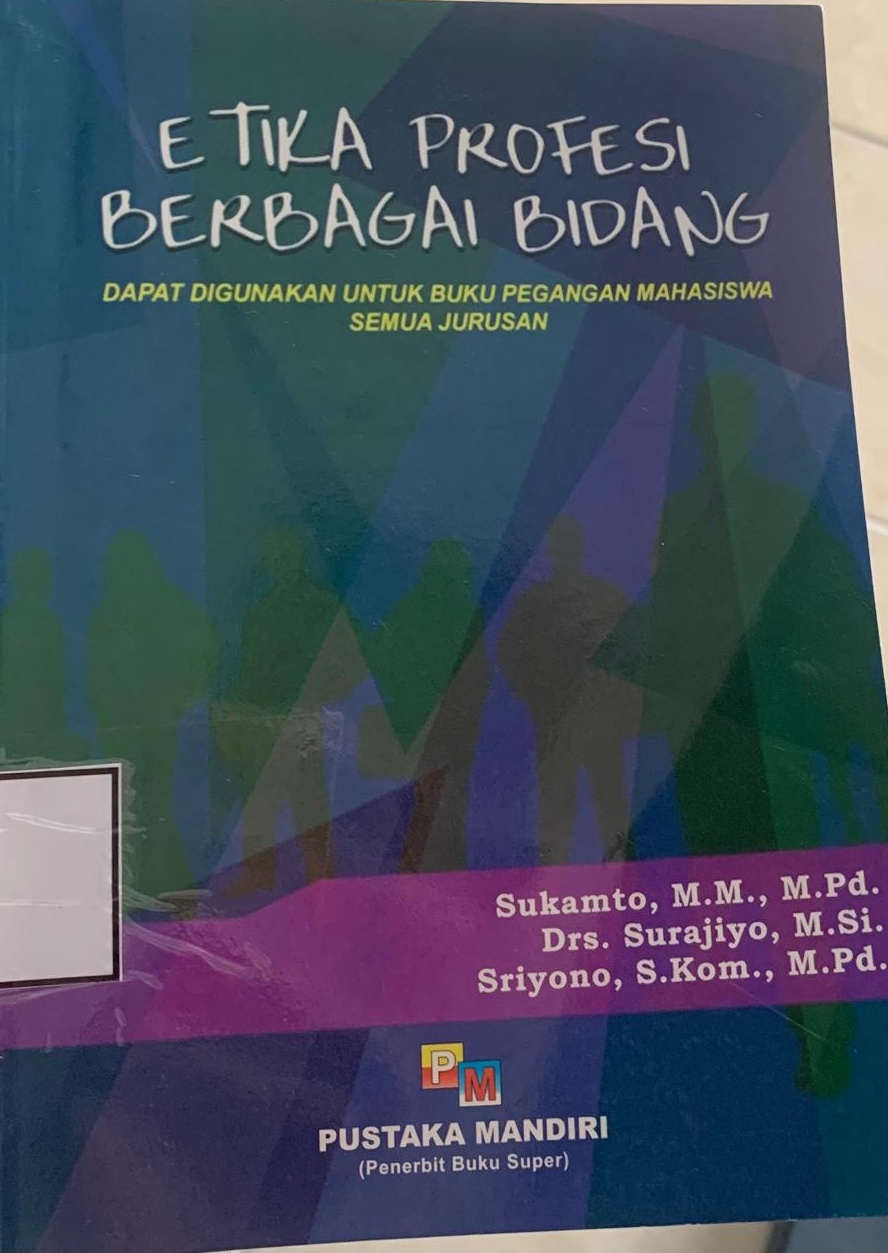 ETIKA PROFESI
BERBAGAI BIDANG
DAPAT DIGUNAKAN UNTUK BUKU PEGANGAN MAHASISWA
SEMUA JURUSAN
Sukamto, M.M., M.Pd.
Drs. Surajiyo, M.Si.
Sriyono, S.Kom., M.Pd.
PM
PUSTAKA MANDIRI
(Penerbit Buku Super)